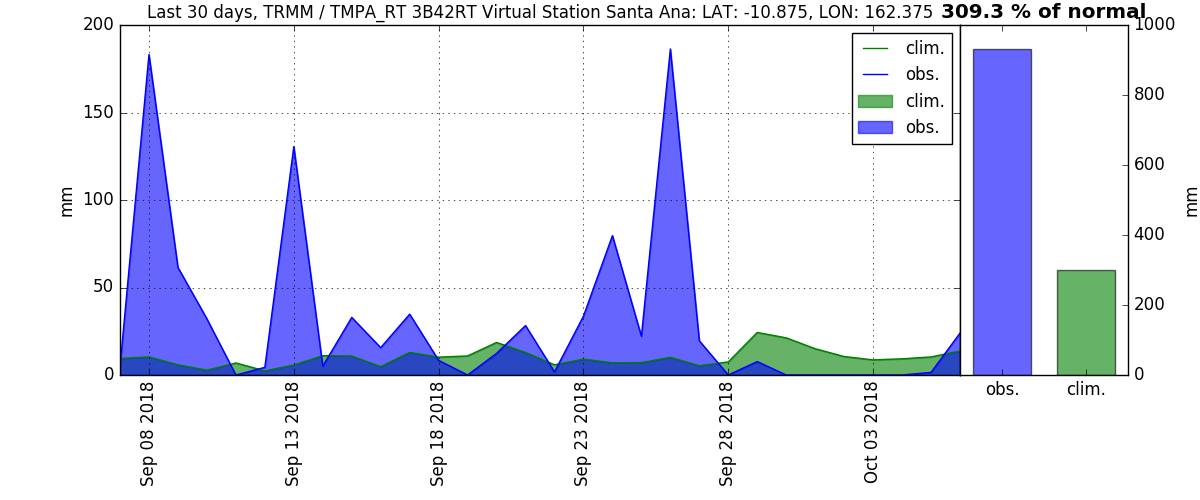 Last 30 days, TRMM / TMPA_RT 3B42RT Virtual Station Santa Ana: LAT: -10.875, LON: 162.375 309.3 % of normal
200
150
100
50
0
mm
clim.
obs.
clim.
obs.
1000
800
600
400
200
0
mm
Sep 08 2018
Sep 13 2018
Sep 18 2018
Sep 23 2018
Sep 28 2018
Oct 03 2018
obs.
clim.